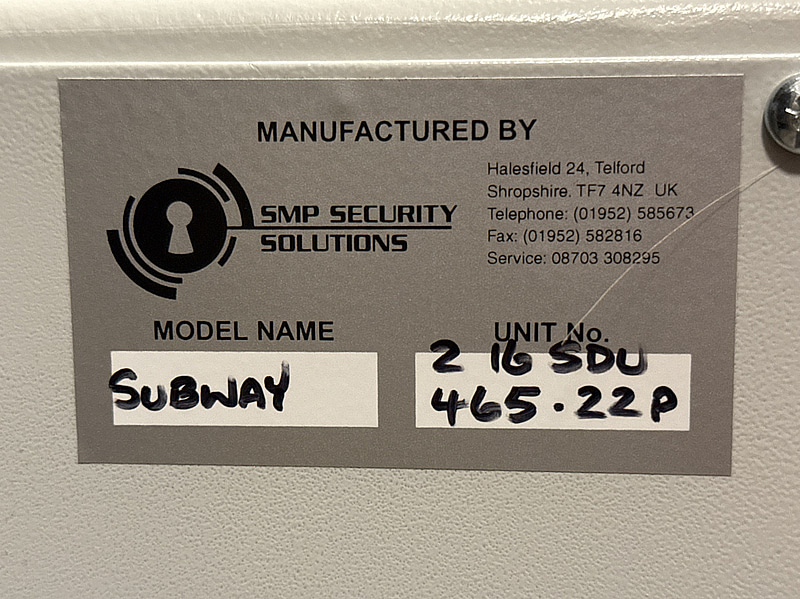 MANUFACTURED BY
SMP SECURITY
SOLUTIONS
Halesfield 24, Telford
Shropshire. TF7 4NZ UK
Telephone: (01952) 585673
Fax: (01952) 582816
Service: 08703 308295
MODEL NAME
SUBWAY
UNIT No.
2 16 SDU
465.22P